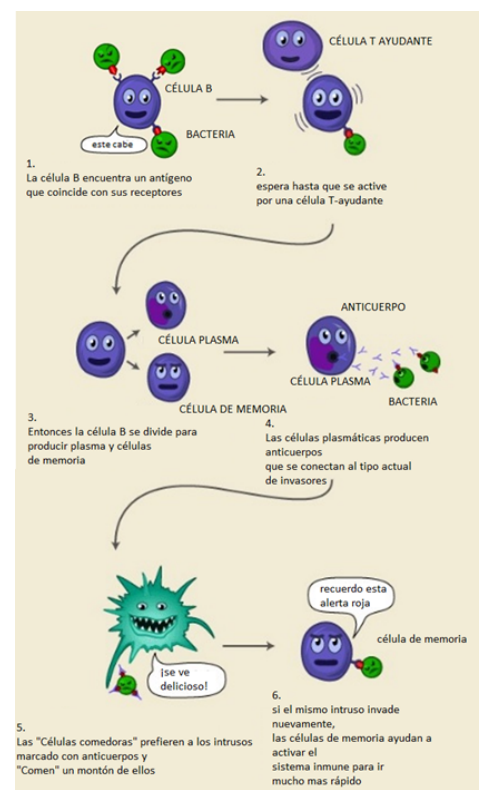 CÉLULA T AYUDANTE
CÉLULA B
BACTERIA
este cabe
1.
La célula B encuentra un antígeno
que coincide con sus receptores
2.
espera hasta que se active
por una célula T-ayudante
CÉLULA PLASMA
CÉLULA DE MEMORIA
3.
Entonces la célula B se divide para
producir plasma y células
de memoria
ANTICUERPO
CÉLULA PLASMA
BACTERIA
4.
Las células plasmáticas producen
anticuerpos
que se conectan al tipo actual
de invasores
¡se ve
delicioso!
5.
Las "Células comedoras" prefieren a los intrusos
marcado con anticuerpos y
"Comen" un montón de ellos
recuerdo esta
alerta roja
célula de memoria
6.
si el mismo intruso invade
nuevamente,
las células de memoria ayudan a
activar el
sistema inmune para ir
mucho mas rápido